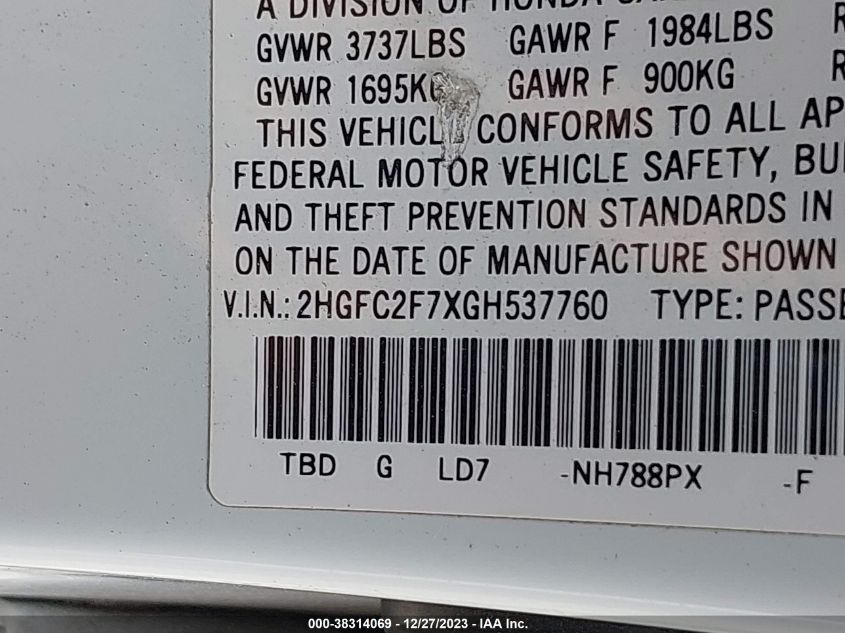 A DIVISION OF HONDA
GVWR 3737LBS GAWR F 1984LBS
GVWR 1695KG GAWR F 900KG
THIS VEHICLE CONFORMS TO ALL AP
FEDERAL MOTOR VEHICLE SAFETY, BU
AND THEFT PREVENTION STANDARDS IN
ON THE DATE OF MANUFACTURE SHOWN
V.I.N.: 2HGFC2F7XGH537760 TYPE: PASSE
TBD G LD7 -NH788PX -F
000-38314069 - 12/27/2023 - IAA Inc.